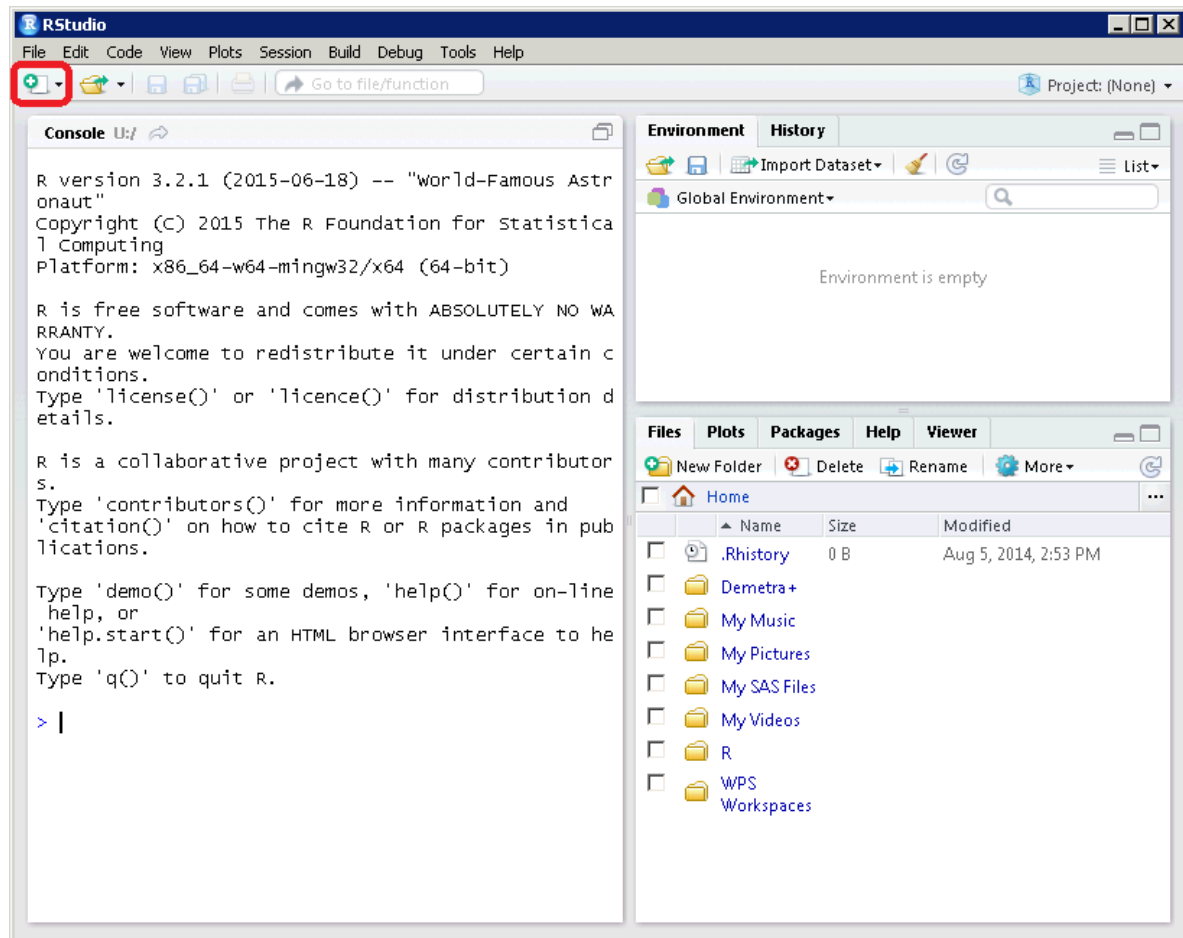 RStudio
File Edit Code View Plots Session Build Debug Tools Help
Go to file/function
Project: (None)
Console U:/
R version 3.2.1 (2015-06-18) -- "World-Famous Astr
onaut"
Copyright (C) 2015 The R Foundation for Statistica
l Computing
Platform: x86_64-w64-mingw32/x64 (64-bit)
R is free software and comes with ABSOLUTELY NO WA
RRANTY.
You are welcome to redistribute it under certain c
onditions.
Type 'license()' or 'licence()' for distribution d
etails.
R is a collaborative project with many contributor
s.
Type 'contributors()' for more information and
'citation()' on how to cite R or R packages in pub
lications.
Type 'demo()' for some demos, 'help()' for on-line
help, or
'help.start()' for an HTML browser interface to he
lp.
Type 'q()' to quit R.
>
Environment History
Import Dataset List
Global Environment
Environment is empty
Files Plots Packages Help Viewer
New Folder Delete Rename More
Home ...
Name Size Modified
.Rhistory 0 B Aug 5, 2014, 2:53 PM
Demetra+
My Music
My Pictures
My SAS Files
My Videos
R
WPS
Workspaces